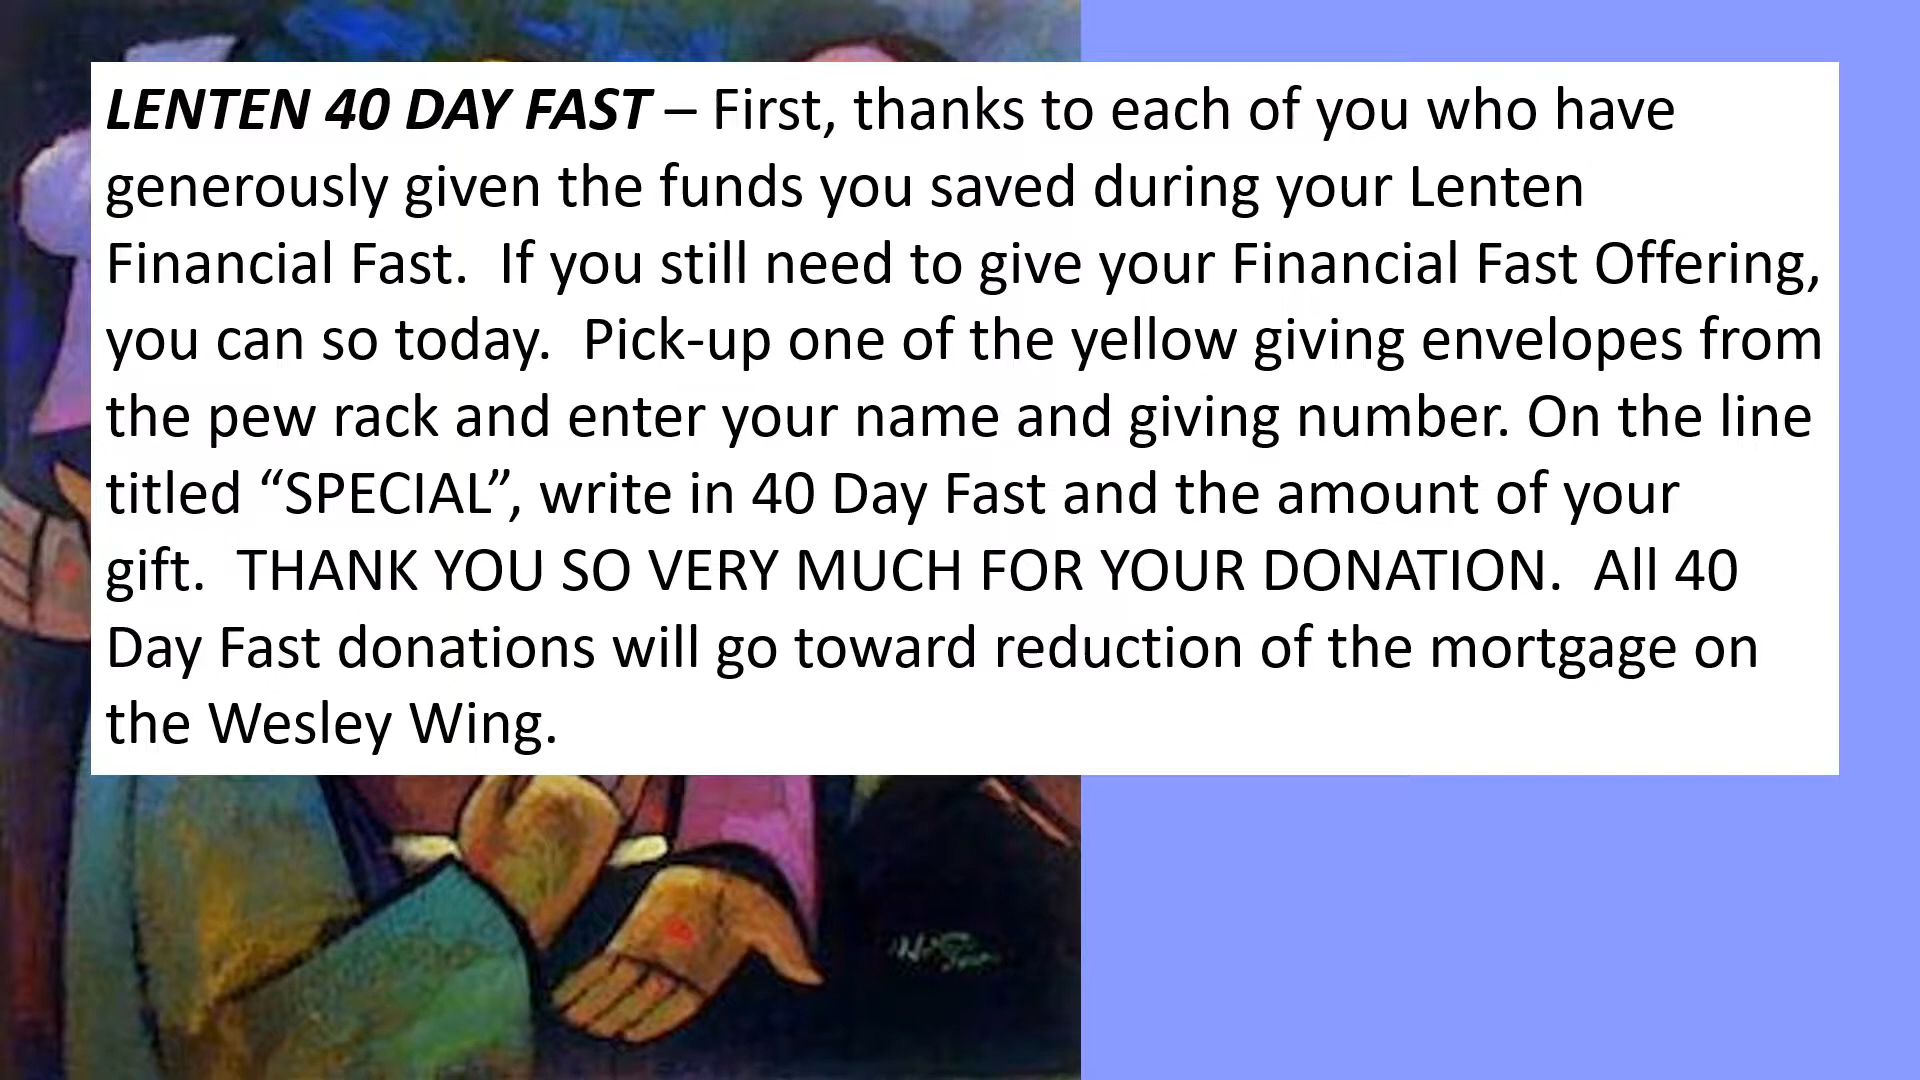 LENTEN 40 DAY FAST – First, thanks to each of you who have
generously given the funds you saved during your Lenten
Financial Fast.  If you still need to give your Financial Fast Offering,
you can so today.  Pick-up one of the yellow giving envelopes from
the pew rack and enter your name and giving number. On the line
titled “SPECIAL”, write in 40 Day Fast and the amount of your
gift.  THANK YOU SO VERY MUCH FOR YOUR DONATION.  All 40
Day Fast donations will go toward reduction of the mortgage on
the Wesley Wing.